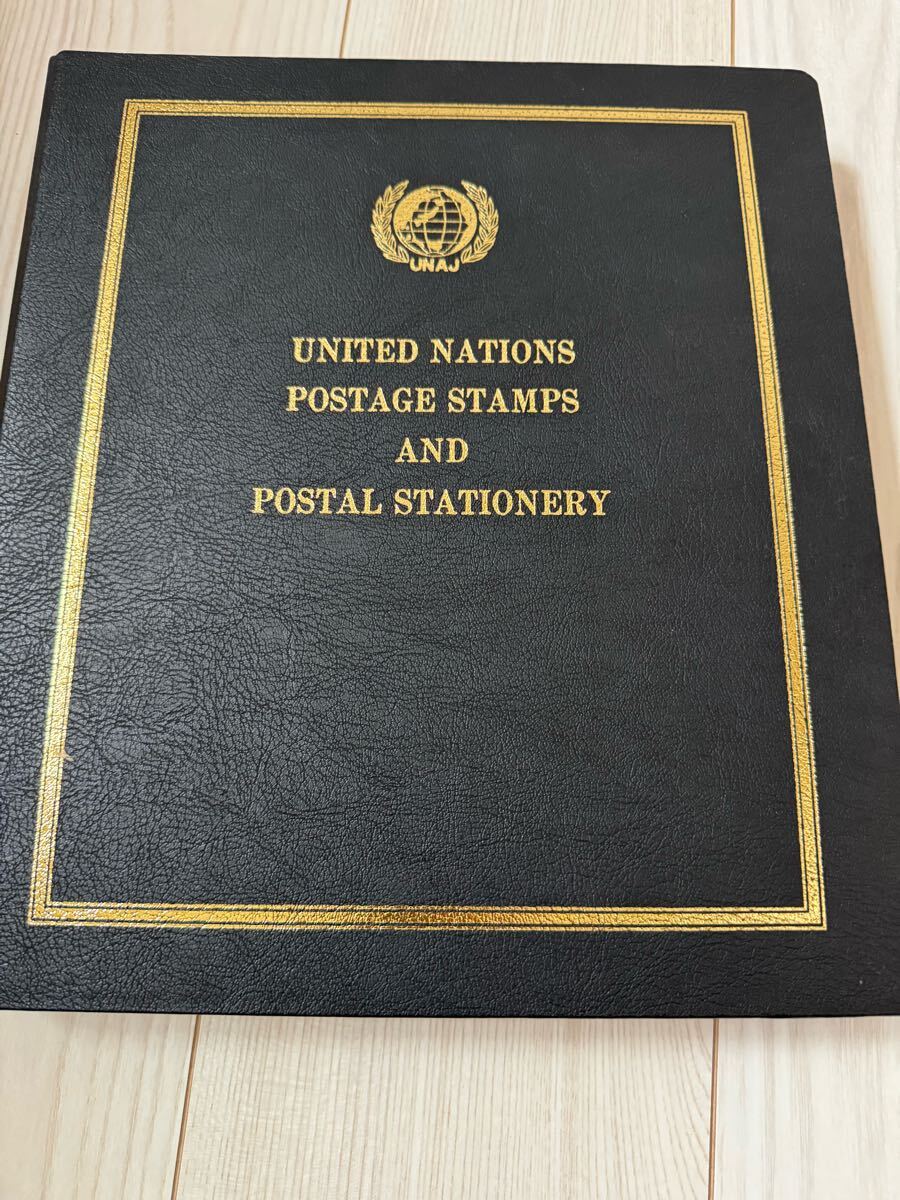 UNAJ
UNITED NATIONS
POSTAGE STAMPS
AND
POSTAL STATIONERY